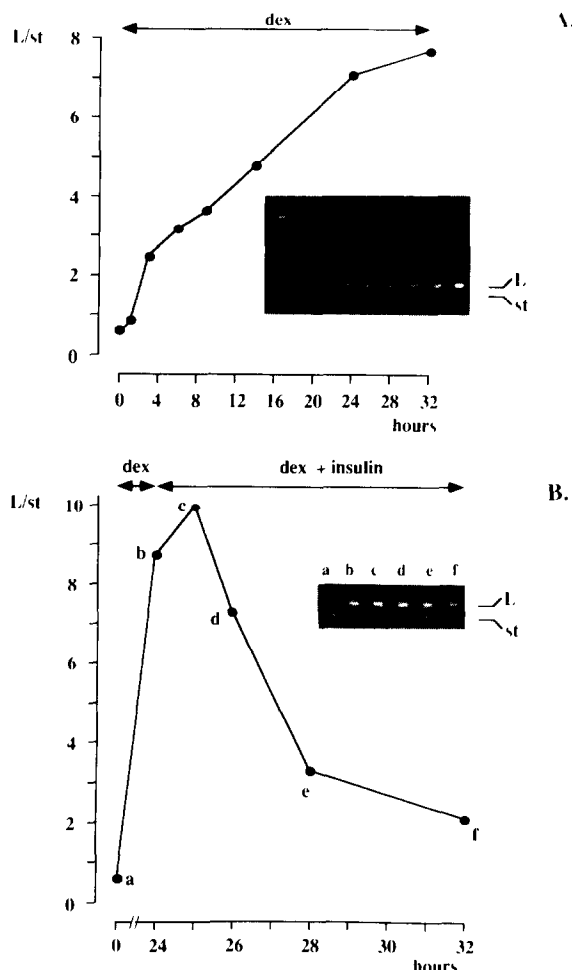 dex
A.
L/st
8
6
4
2
0
L
st
0 4 8 12 16 20 24 28 32
hours
dex
dex + insulin
B.
L/st
10
8
6
4
2
0
a b c d e f
L
st
a
b
c
d
e
f
0 24 26 28 32
hours